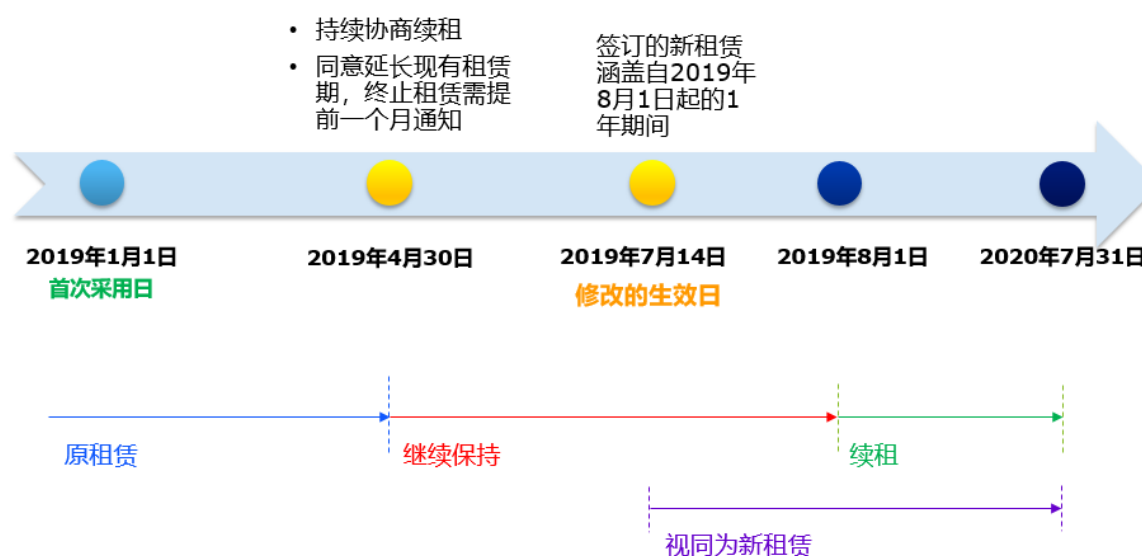 • 持续协商续租
• 同意延长现有租赁
期，终止租赁需提
前一个月通知
签订的新租赁
涵盖自2019年
8月1日起的1
年期间
2019年1月1日
首次采用日
2019年4月30日
2019年7月14日
修改的生效日
2019年8月1日
2020年7月31日
原租赁
继续保持
续租
视同为新租赁